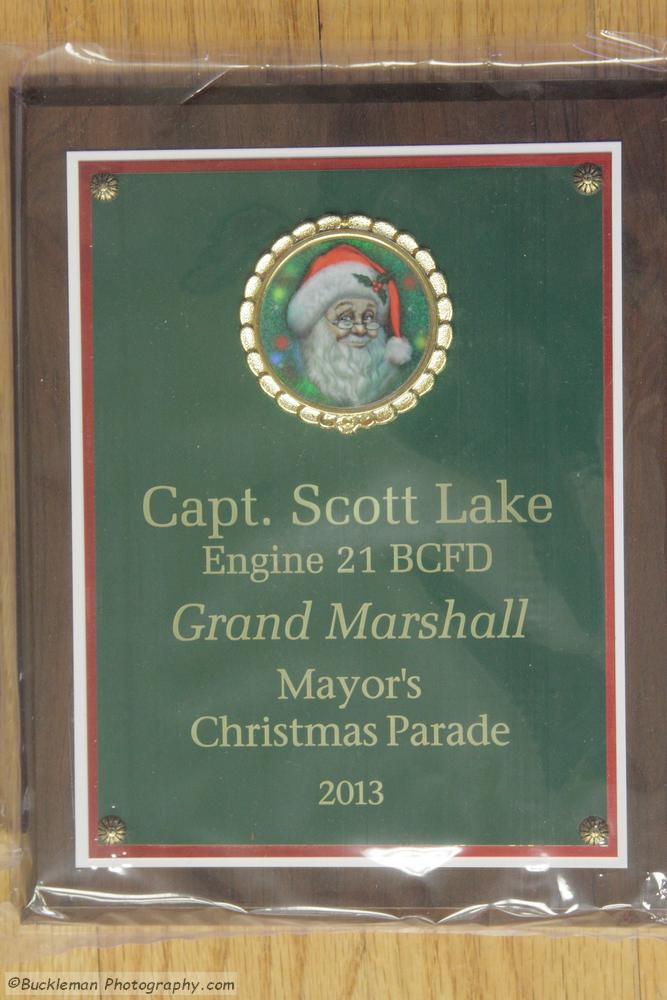 Capt. Scott Lake
Engine 21 BCFD
Grand Marshall
Mayor's
Christmas Parade
2013
©Buckleman Photography.com